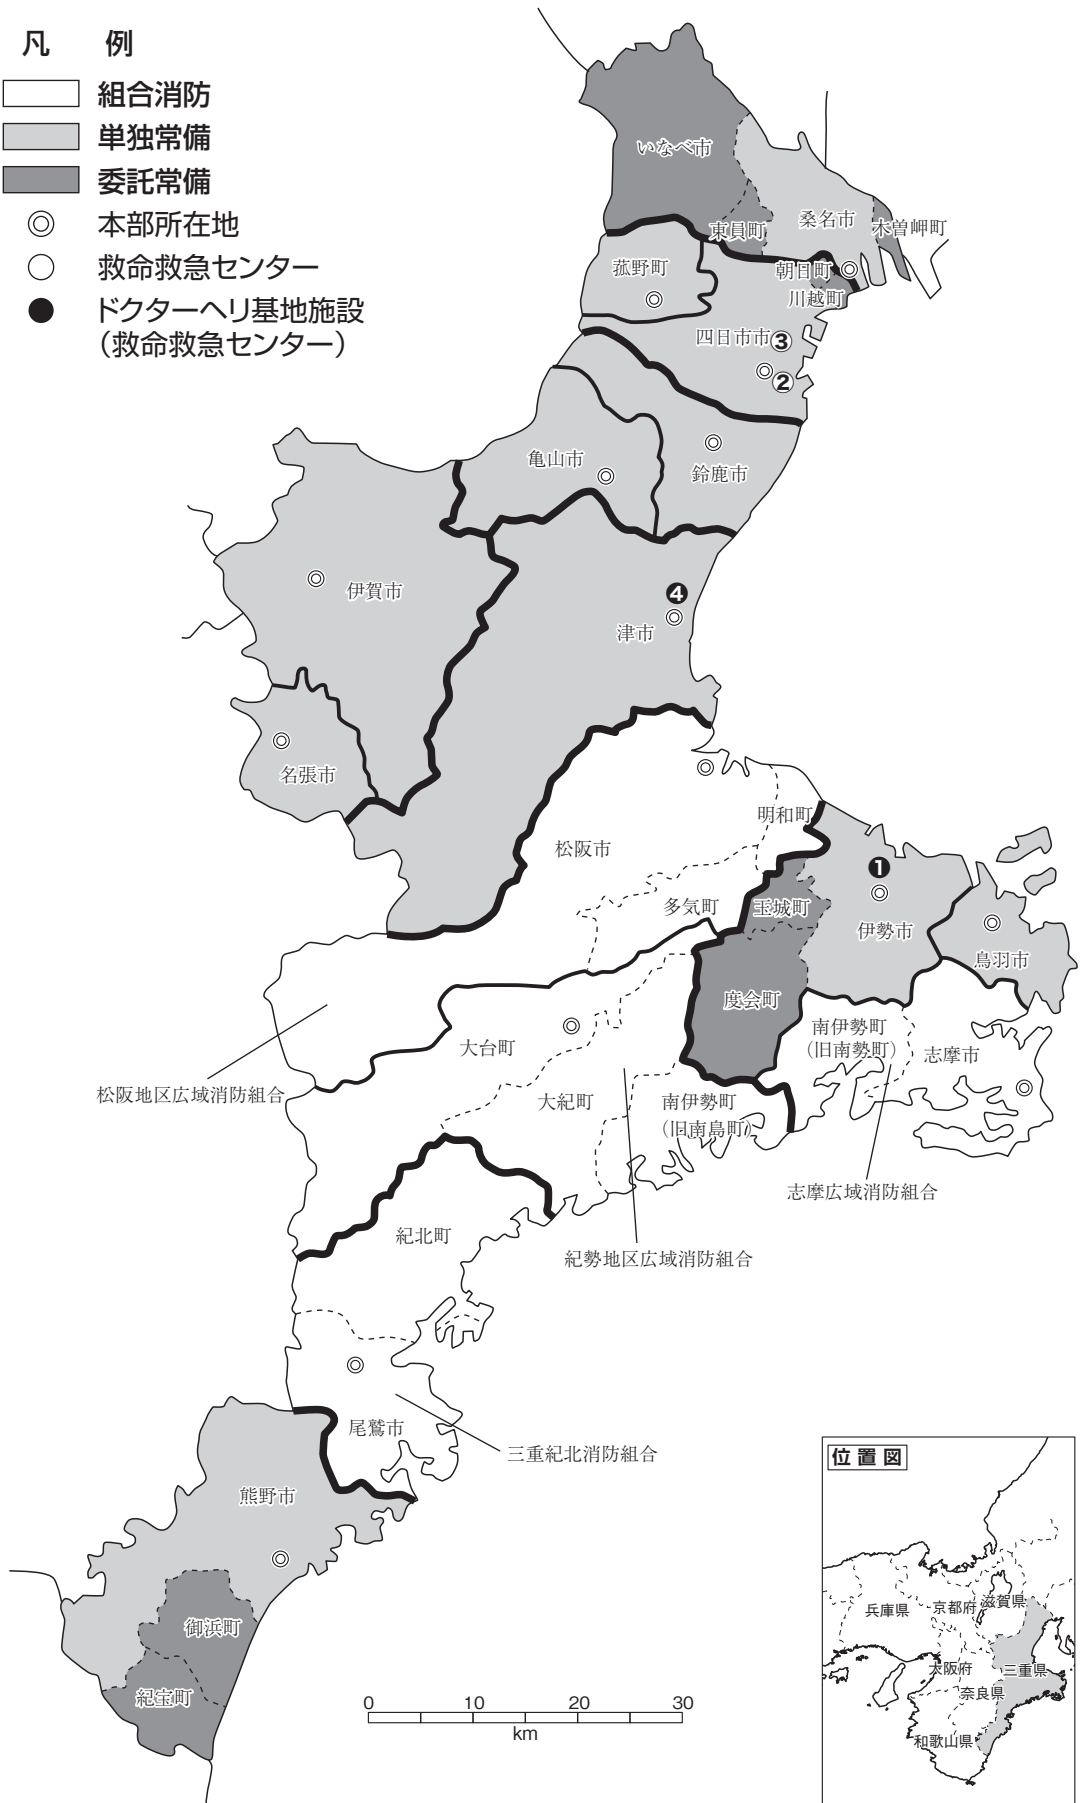 凡 例
組合消防
単独常備
委託常備
本部所在地
救命救急センター
ドクターヘリ基地施設
（救命救急センター）
いなべ市
東員町
桑名市
木曽岬町
菰野町
朝日町
川越町
四日市市
③
②
亀山市
鈴鹿市
伊賀市
❹
津市
名張市
明和町
松阪市
❶
多気町
玉城町
伊勢市
鳥羽市
度会町
南伊勢町
（旧南勢町）
志摩市
大台町
松阪地区広域消防組合
大紀町
南伊勢町
（旧南島町）
志摩広域消防組合
紀北町
紀勢地区広域消防組合
尾鷲市
三重紀北消防組合
熊野市
御浜町
紀宝町
0 10 20 30
km
位置図
兵庫県
京都府
滋賀県
大阪府
三重県
奈良県
和歌山県